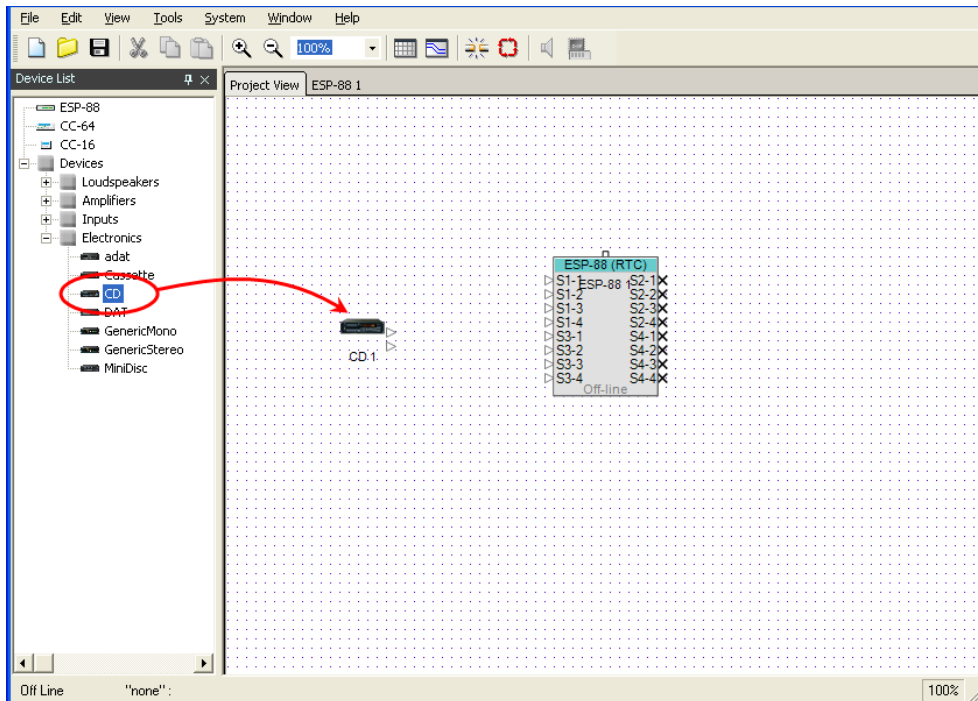 File Edit View Tools System Window Help
100%
Device List
Project View ESP-88 1
ESP-88
CC-64
CC-16
Devices
Loudspeakers
Amplifiers
Inputs
Electronics
adat
Cassette
CD
DAT
GenericMono
GenericStereo
MiniDisc
CD 1
ESP-88 (RTC)
ESP-88 1
S1-1 S2-1
S1-2 S2-2
S1-3 S2-3
S1-4 S2-4
S3-1 S4-1
S3-2 S4-2
S3-3 S4-3
S3-4 S4-4
Off-line
Off Line "none" : 100%